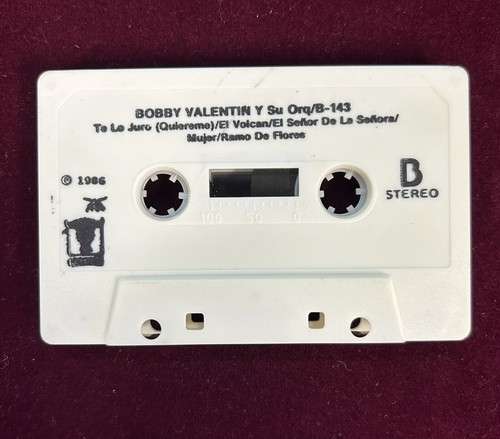 BOBBY VALENTIN Y Su Orq/B-143
Te Lo Juro (Quiereme)/El Volcan/El Señor De La Señora/
Mujer/Ramo De Flores
© 1986
B
STEREO
100 50 0